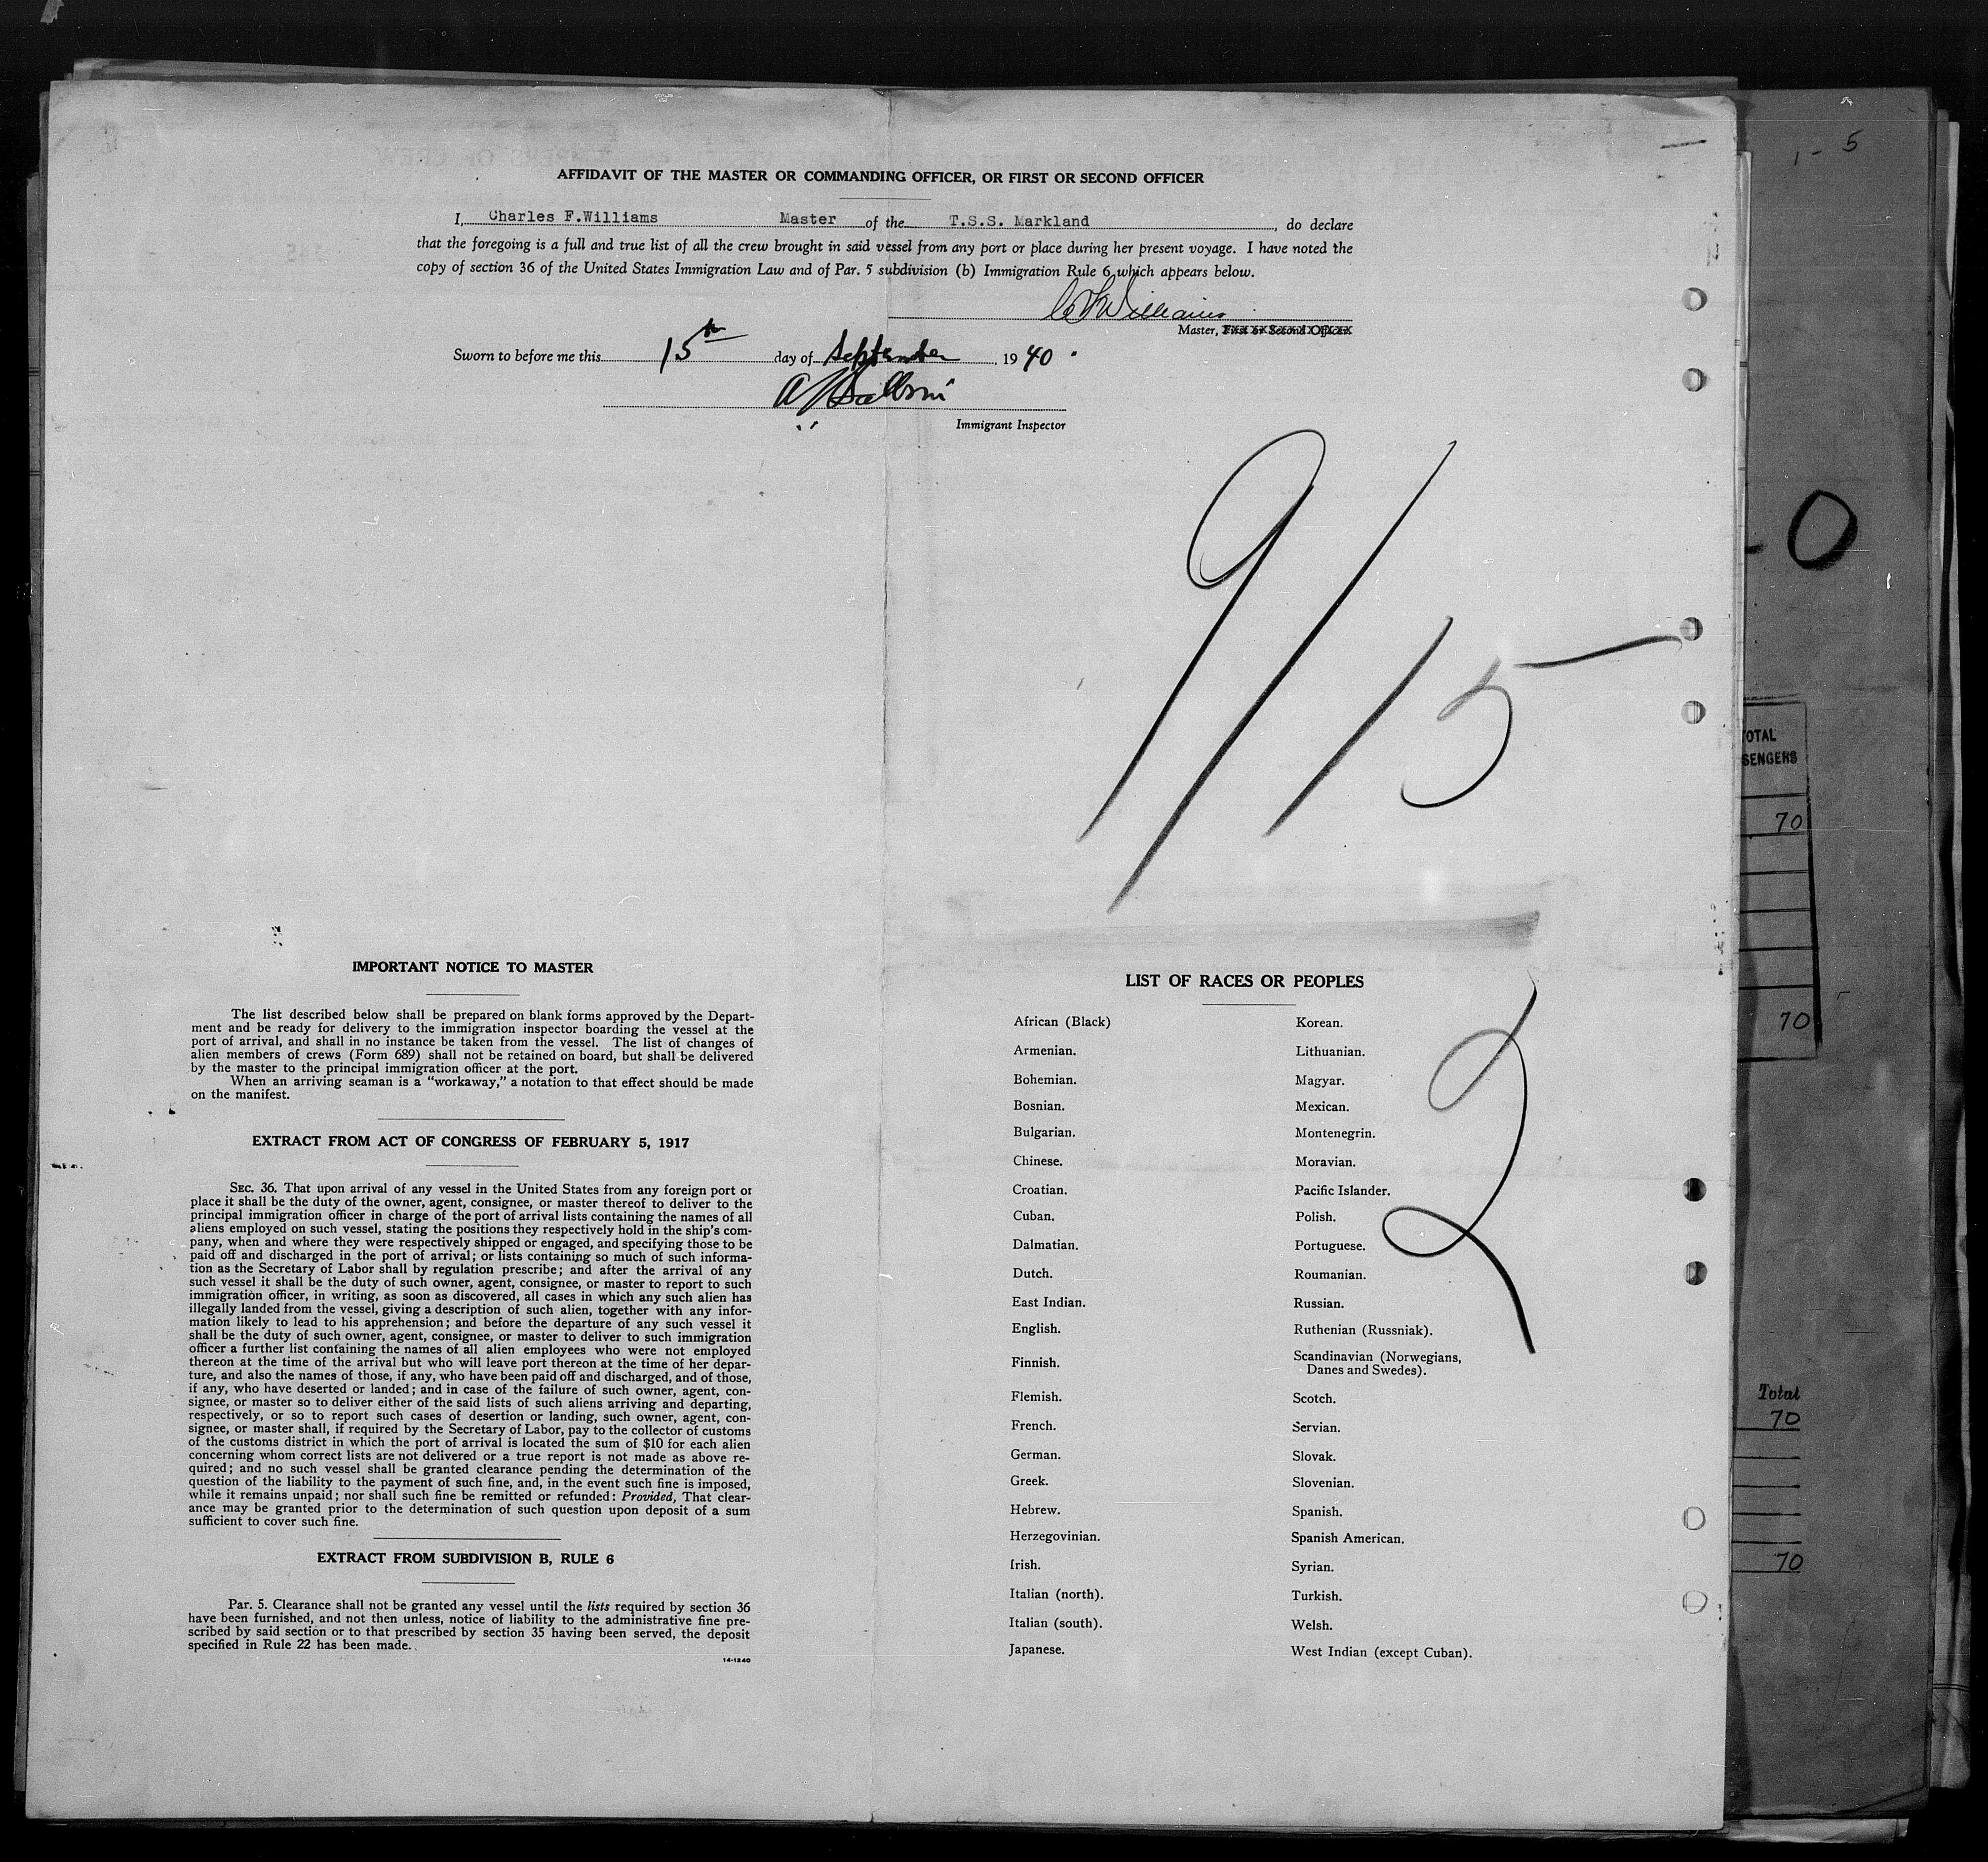 AFFIDAVIT OF THE MASTER OR COMMANDING OFFICER, OR FIRST OR SECOND OFFICER
I, Charles F.Williams Master of the T.S.S. Markland, do declare
that the foregoing is a full and true list of all the crew brought in said vessel from any port or place during her present voyage. I have noted the
copy of section 36 of the United States Immigration Law and of Par. 5 subdivision (b) Immigration Rule 6 which appears below.
C F Williams
Master, First or Second Officer.
Sworn to before me this 15th day of September, 1940.
Immigrant Inspector
9/15
IMPORTANT NOTICE TO MASTER
The list described below shall be prepared on blank forms approved by the Depart-
ment and be ready for delivery to the immigration inspector boarding the vessel at the
port of arrival, and shall in no instance be taken from the vessel. The list of changes of
alien members of crews (Form 689) shall not be retained on board, but shall be delivered
by the master to the principal immigration officer at the port.
When an arriving seaman is a "workaway," a notation to that effect should be made
on the manifest.
EXTRACT FROM ACT OF CONGRESS OF FEBRUARY 5, 1917
SEC. 36. That upon arrival of any vessel in the United States from any foreign port or
place it shall be the duty of the owner, agent, consignee, or master thereof to deliver to the
principal immigration officer in charge of the port of arrival lists containing the names of all
aliens employed on such vessel, stating the positions they respectively hold in the ship's com-
pany, when and where they were respectively shipped or engaged, and specifying those to be
paid off and discharged in the port of arrival; or lists containing so much of such informa-
tion as the Secretary of Labor shall by regulation prescribe; and after the arrival of any
such vessel it shall be the duty of such owner, agent, consignee, or master to report to such
immigration officer, in writing, as soon as discovered, all cases in which any such alien has
illegally landed from the vessel, giving a description of such alien, together with any infor-
mation likely to lead to his apprehension; and before the departure of any such vessel it
shall be the duty of such owner, agent, consignee, or master to deliver to such immigration
officer a further list containing the names of all alien employees who were not employed
thereon at the time of the arrival but who will leave port thereon at the time of her depar-
ture, and also the names of those, if any, who have been paid off and discharged, and of those,
if any, who have deserted or landed; and in case of the failure of such owner, agent, con-
signee, or master so to deliver either of the said lists of such aliens arriving and departing,
respectively, or so to report such cases of desertion or landing, such owner, agent, con-
signee, or master shall, if required by the Secretary of Labor, pay to the collector of customs
of the customs district in which the port of arrival is located the sum of $10 for each alien
concerning whom correct lists are not delivered or a true report is not made as above re-
quired; and no such vessel shall be granted clearance pending the determination of the
question of the liability to the payment of such fine, and, in the event such fine is imposed,
while it remains unpaid; nor shall such fine be remitted or refunded: Provided, That clear-
ance may be granted prior to the determination of such question upon deposit of a sum
sufficient to cover such fine.
EXTRACT FROM SUBDIVISION B, RULE 6
Par. 5. Clearance shall not be granted any vessel until the lists required by section 36
have been furnished, and not then unless, notice of liability to the administrative fine pre-
scribed by said section or to that prescribed by section 35 having been served, the deposit
specified in Rule 22 has been made.
14-1240
LIST OF RACES OR PEOPLES
African (Black)
Armenian.
Bohemian.
Bosnian.
Bulgarian.
Chinese.
Croatian.
Cuban.
Dalmatian.
Dutch.
East Indian.
English.
Finnish.
Flemish.
French.
German.
Greek.
Hebrew.
Herzegovinian.
Irish.
Italian (north).
Italian (south).
Japanese.
Korean.
Lithuanian.
Magyar.
Mexican.
Montenegrin.
Moravian.
Pacific Islander.
Polish.
Portuguese.
Roumanian.
Russian.
Ruthenian (Russniak).
Scandinavian (Norwegians,
Danes and Swedes).
Scotch.
Servian.
Slovak.
Slovenian.
Spanish.
Spanish American.
Syrian.
Turkish.
Welsh.
West Indian (except Cuban).
2
1 - 5
0
OTAL
SENGERS
70
70
Total
70
70